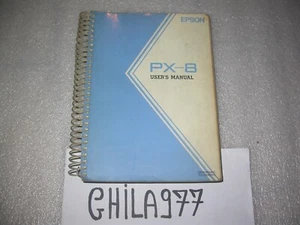 EPSON
PX-8
USER'S MANUAL
GHILA977